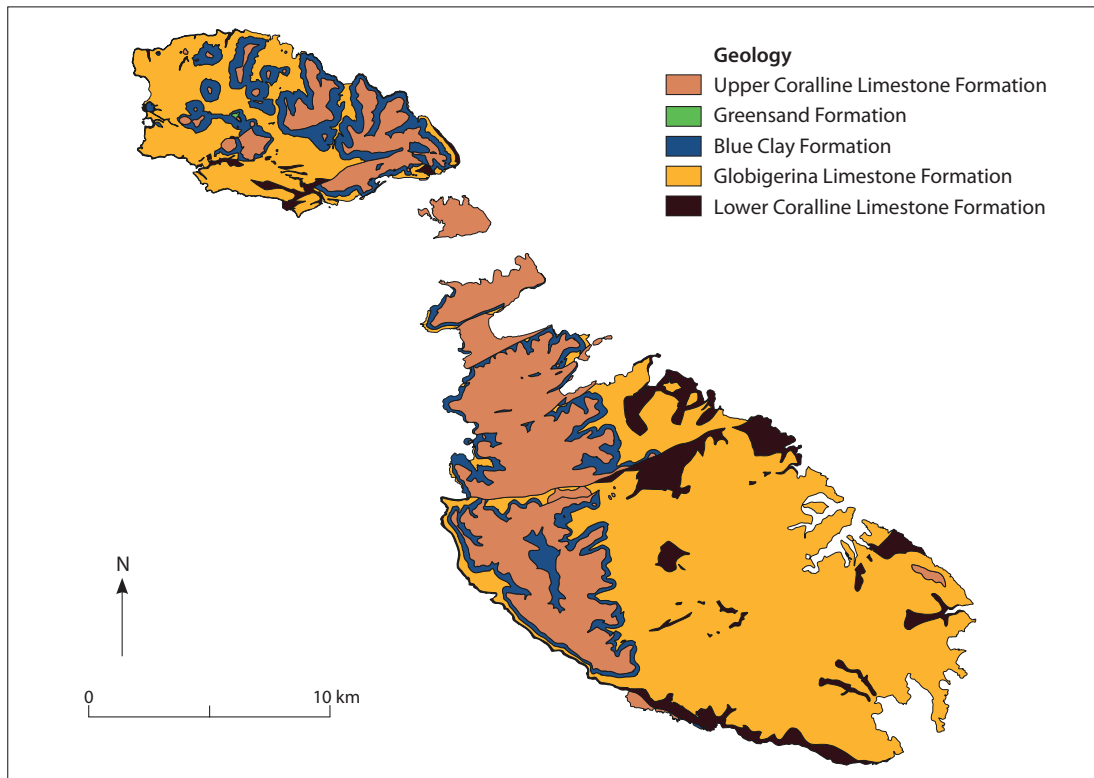 Geology
Upper Coralline Limestone Formation
Greensand Formation
Blue Clay Formation
Globigerina Limestone Formation
Lower Coralline Limestone Formation
N
0 10 km